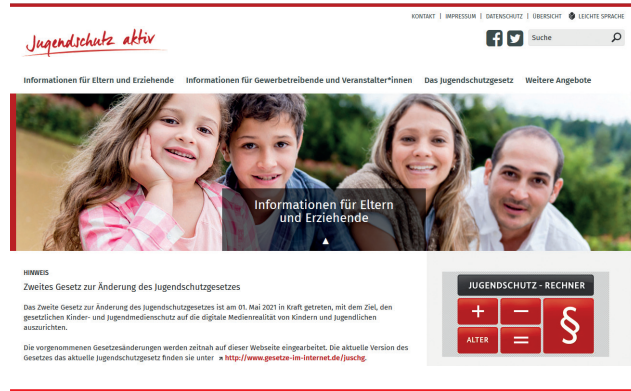 KONTAKT | IMPRESSUM | DATENSCHUTZ | ÜBERSICHT LEICHTE SPRACHE
Jugendschutz aktiv
Suche
Informationen für Eltern und Erziehende Informationen für Gewerbetreibende und Veranstalter*innen Das Jugendschutzgesetz Weitere Angebote
Informationen für Eltern
und Erziehende
HINWEIS
Zweites Gesetz zur Änderung des Jugendschutzgesetzes
Das Zweite Gesetz zur Änderung des Jugendschutzgesetzes ist am 01. Mai 2021 in Kraft getreten, mit dem Ziel, den
gesetzlichen Kinder- und Jugendmedienschutz auf die digitale Medienrealität von Kindern und Jugendlichen
auszurichten.
Die vorgenommenen Gesetzesänderungen werden zeitnah auf dieser Webseite eingearbeitet. Die aktuelle Version des
Gesetzes das aktuelle Jugendschutzgesetz finden sie unter http://www.gesetze-im-internet.de/juschg.
JUGENDSCHUTZ - RECHNER
+ − §
ALTER =